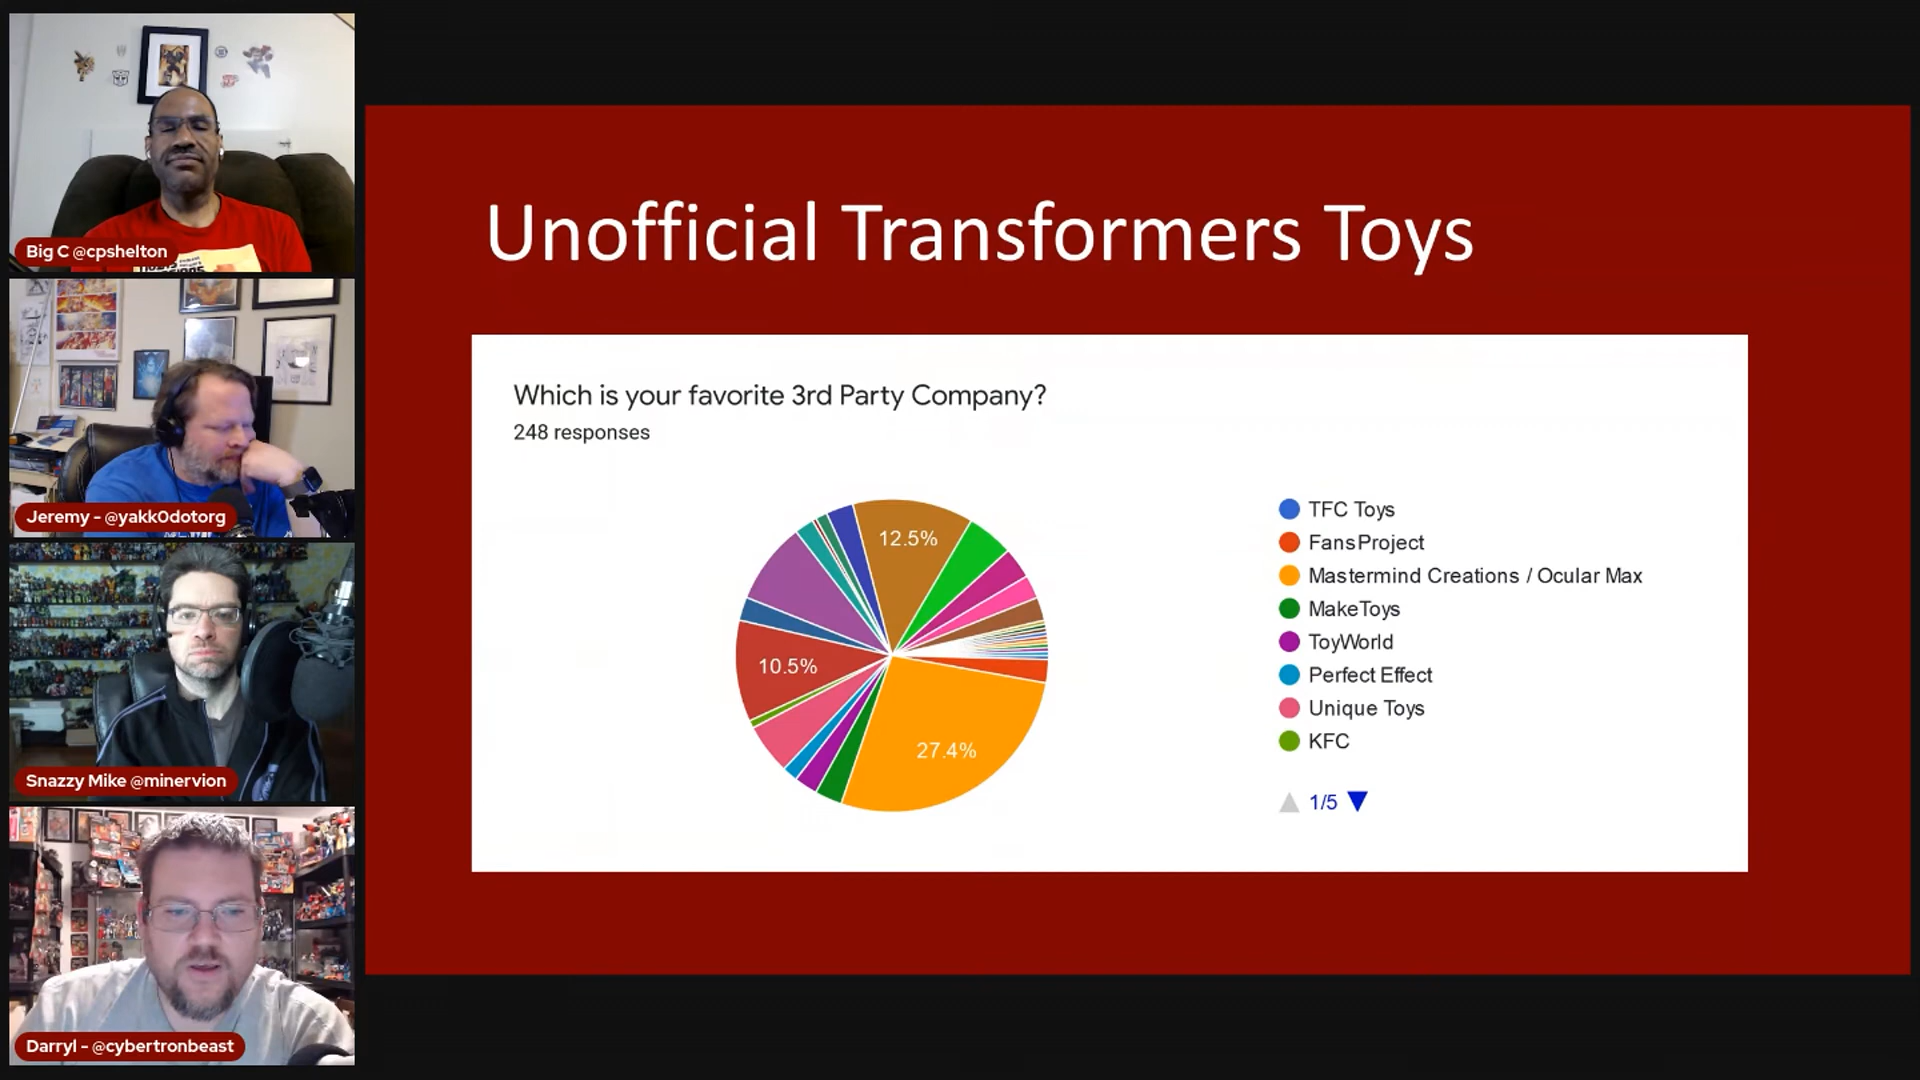 Big C @cpshelton
Jeremy - @yakk0dotorg
Snazzy Mike @minervion
Darryl - @cybertronbeast
Unofficial Transformers Toys
Which is your favorite 3rd Party Company?
248 responses
12.5%
10.5%
27.4%
TFC Toys
FansProject
Mastermind Creations / Ocular Max
MakeToys
ToyWorld
Perfect Effect
Unique Toys
KFC
1/5